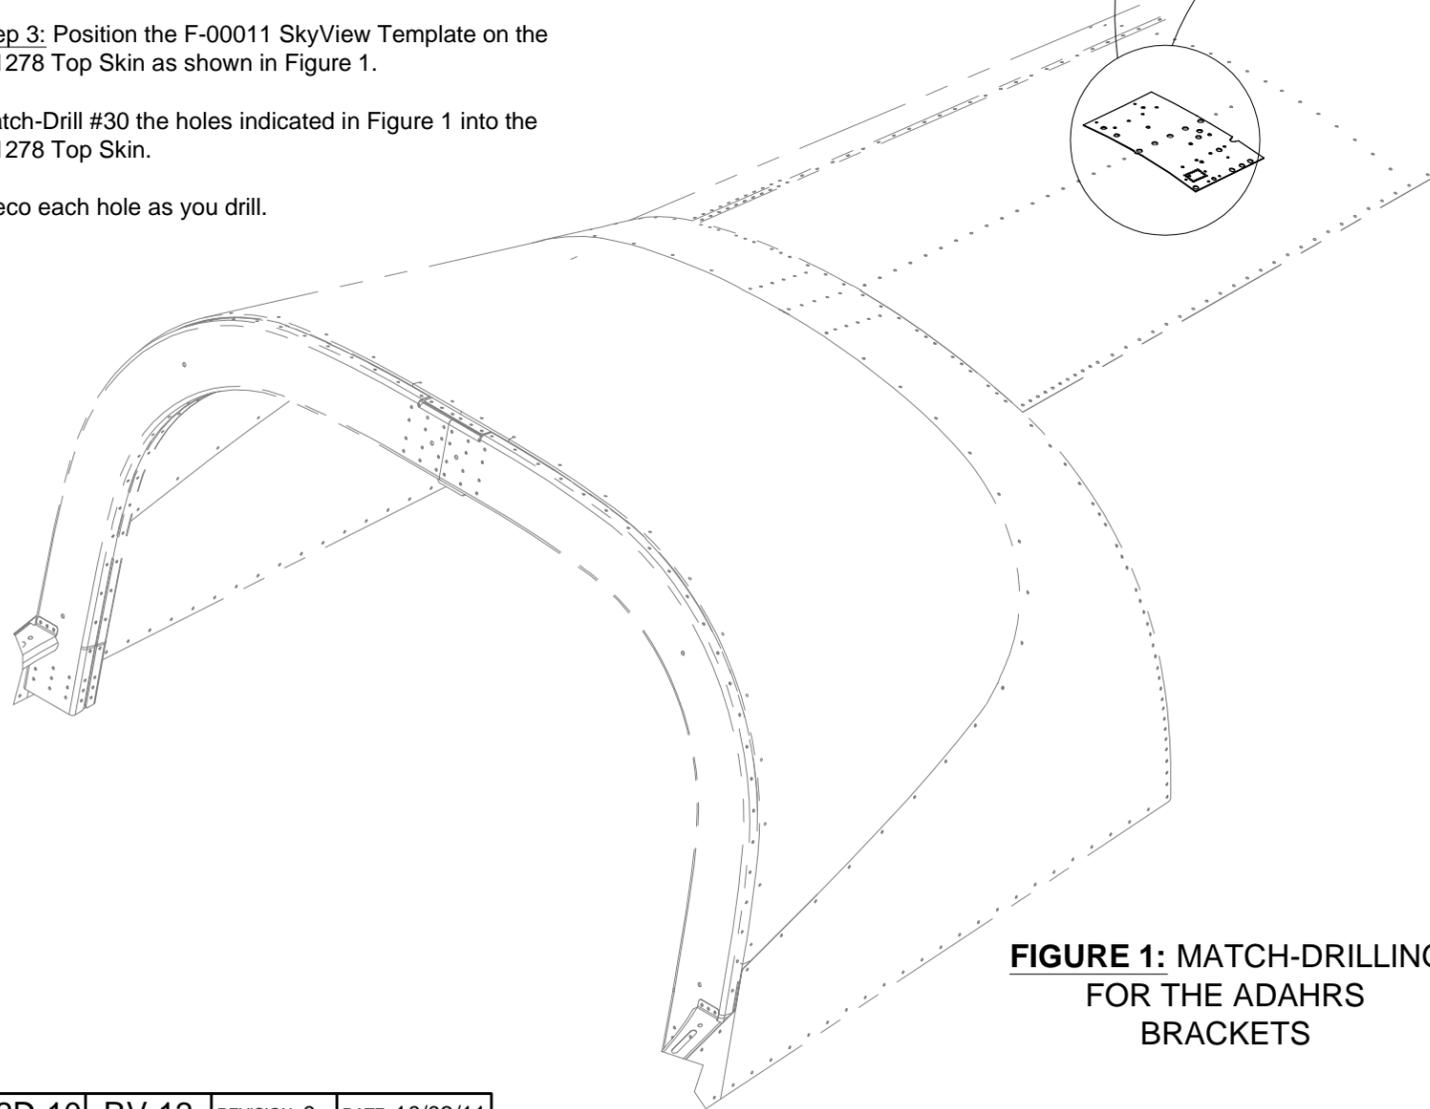 ep 3: Position the F-00011 SkyView Template on the
1278 Top Skin as shown in Figure 1.
atch-Drill #30 the holes indicated in Figure 1 into the
1278 Top Skin.
eco each hole as you drill.
FIGURE 1: MATCH-DRILLING
FOR THE ADAHRS
BRACKETS